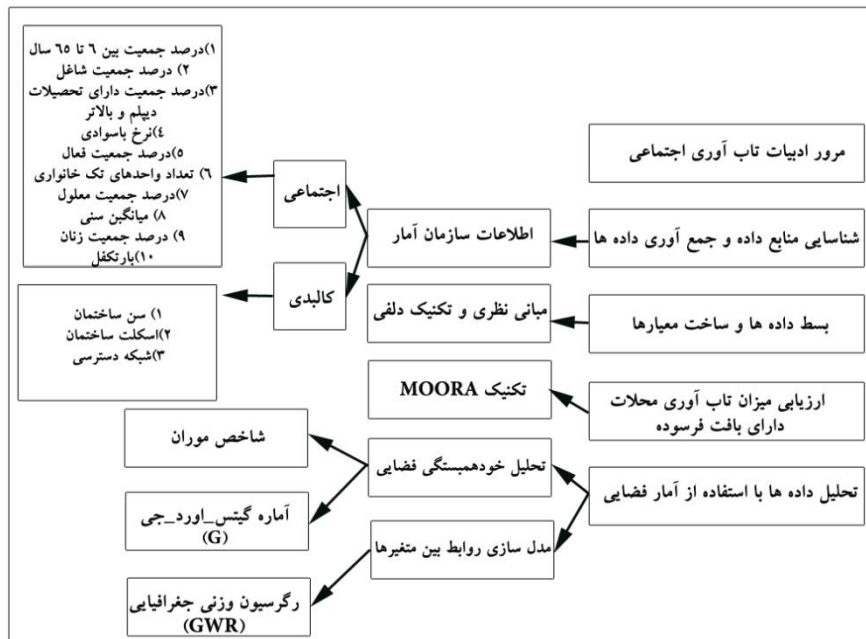 مرور ادبیات تاب آوری اجتماعی
شناسایی منابع داده و جمع آوری داده ها
اطلاعات سازمان آمار
اجتماعی
۱)درصد جمعیت بین ۶ تا ۶۵ سال
۲) درصد جمعیت شاغل
۳)درصد جمعیت دارای تحصیلات
دیپلم و بالاتر
۴)نرخ باسوادی
۵)درصد جمعیت فعال
۶) تعداد واحدهای تک خانواری
۷)درصد جمعیت معلول
۸) میانگین سنی
۹) درصد جمعیت زنان
۱۰)بارتکفل
کالبدی
۱) سن ساختمان
۲)اسکلت ساختمان
۳)شبکه دسترسی
بسط داده ها و ساخت معیارها
مبانی نظری و تکنیک دلفی
ارزیابی میزان تاب آوری محلات
دارای بافت فرسوده
تکنیک MOORA
تحلیل داده ها با استفاده از آمار فضایی
تحلیل خودهمبستگی فضایی
شاخص موران
آماره گیتس_اورد_جی
(G)
مدل سازی روابط بین متغیرها
رگرسیون وزنی جغرافیایی
(GWR)